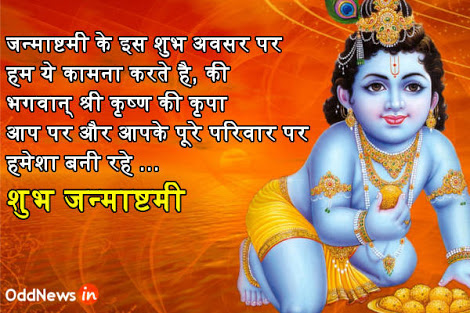 जन्माष्टमी के इस शुभ अवसर पर
हम ये कामना करते है, की
भगवान् श्री कृष्ण की कृपा
आप पर और आपके पूरे परिवार पर
हमेशा बनी रहे ...
शुभ जन्माष्टमी
OddNews in